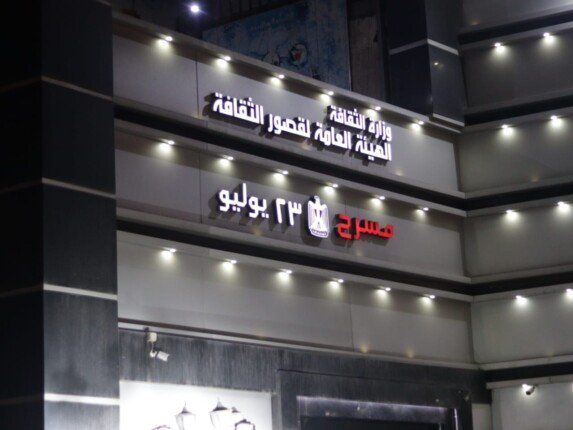 وزارة الثقافة
الهيئة العامة لقصور الثقافة
مسرح ٢٣ يوليو